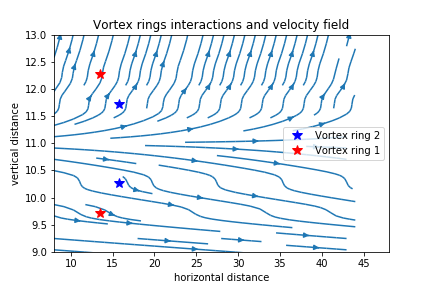 Vortex rings interactions and velocity field
13.0
12.5
12.0
11.5
11.0
10.5
10.0
9.5
9.0
vertical distance
Vortex ring 2
Vortex ring 1
10 15 20 25 30 35 40 45
horizontal distance